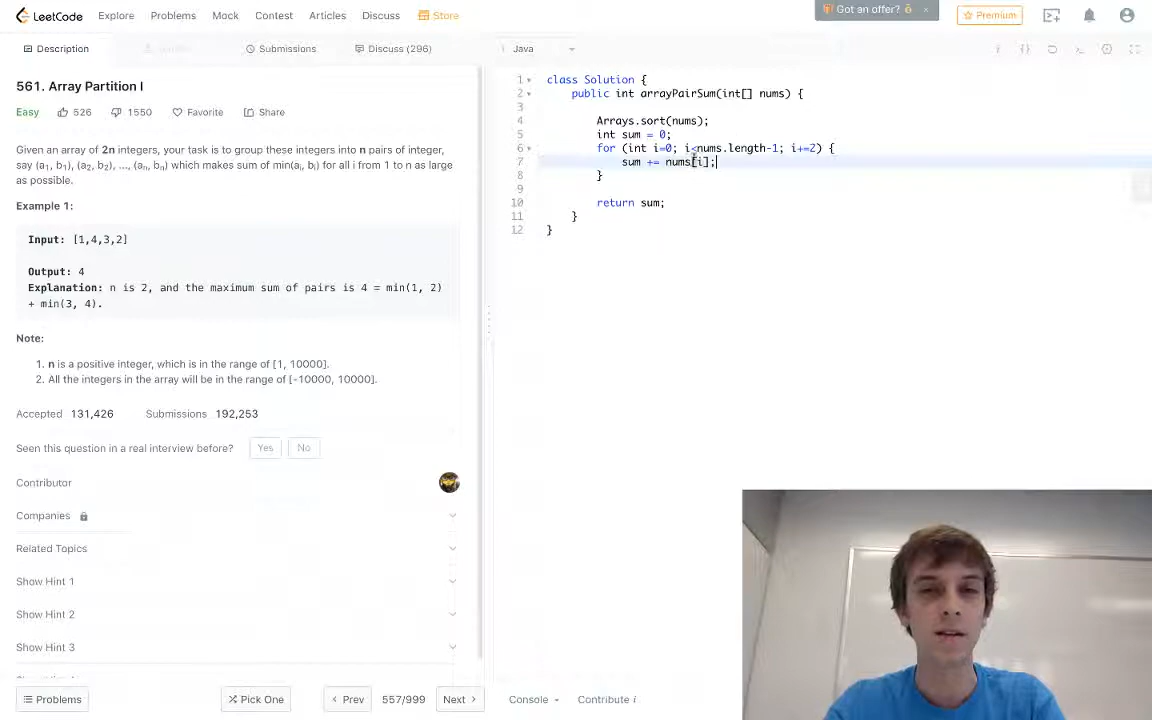 LeetCode Explore Problems Mock Contest Articles Discuss Store
Got an offer? ×
Premium
Description
Submissions
Discuss (296)
Java
561. Array Partition I
Easy 526 1550 Favorite Share
Given an array of 2n integers, your task is to group these integers into n pairs of integer,
say (a1, b1), (a2, b2), ..., (an, bn) which makes sum of min(ai, bi) for all i from 1 to n as large
as possible.
Example 1:
Input: [1,4,3,2]
Output: 4
Explanation: n is 2, and the maximum sum of pairs is 4 = min(1, 2)
+ min(3, 4).
Note:
1. n is a positive integer, which is in the range of [1, 10000].
2. All the integers in the array will be in the range of [-10000, 10000].
Accepted 131,426 Submissions 192,253
Seen this question in a real interview before? Yes No
Contributor
Companies
Related Topics
Show Hint 1
Show Hint 2
Show Hint 3
Problems
Pick One
Prev 557/999 Next
1 class Solution {
2 public int arrayPairSum(int[] nums) {
3
4 Arrays.sort(nums);
5 int sum = 0;
6 for (int i=0; i<nums.length-1; i+=2) {
7 sum += nums[i];
8 }
9
10 return sum;
11 }
12 }
Console
Contribute i